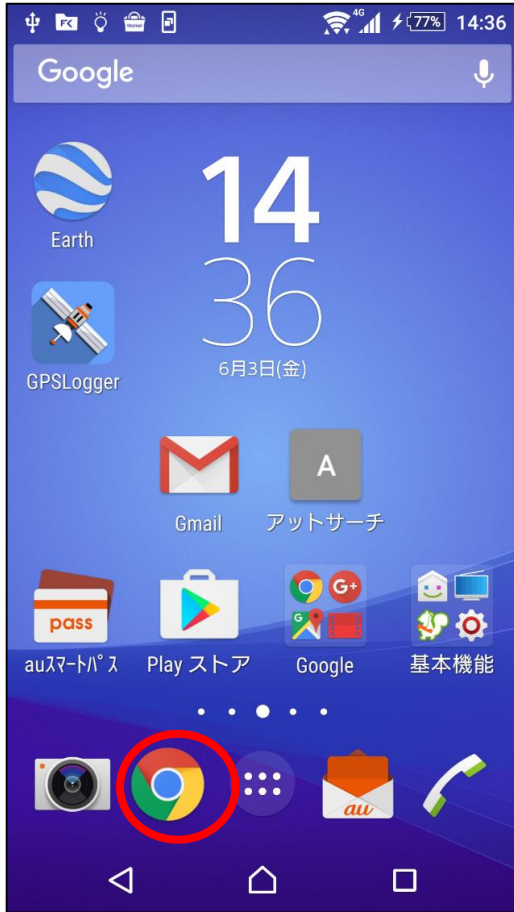 4G 77% 14:36
Google
14
36
6月3日(金)
Earth
GPSLogger
A
Gmail
アットサーチ
pass
G+
auｽﾏｰﾄﾊﾟｽ
Play ストア
Google
基本機能
au